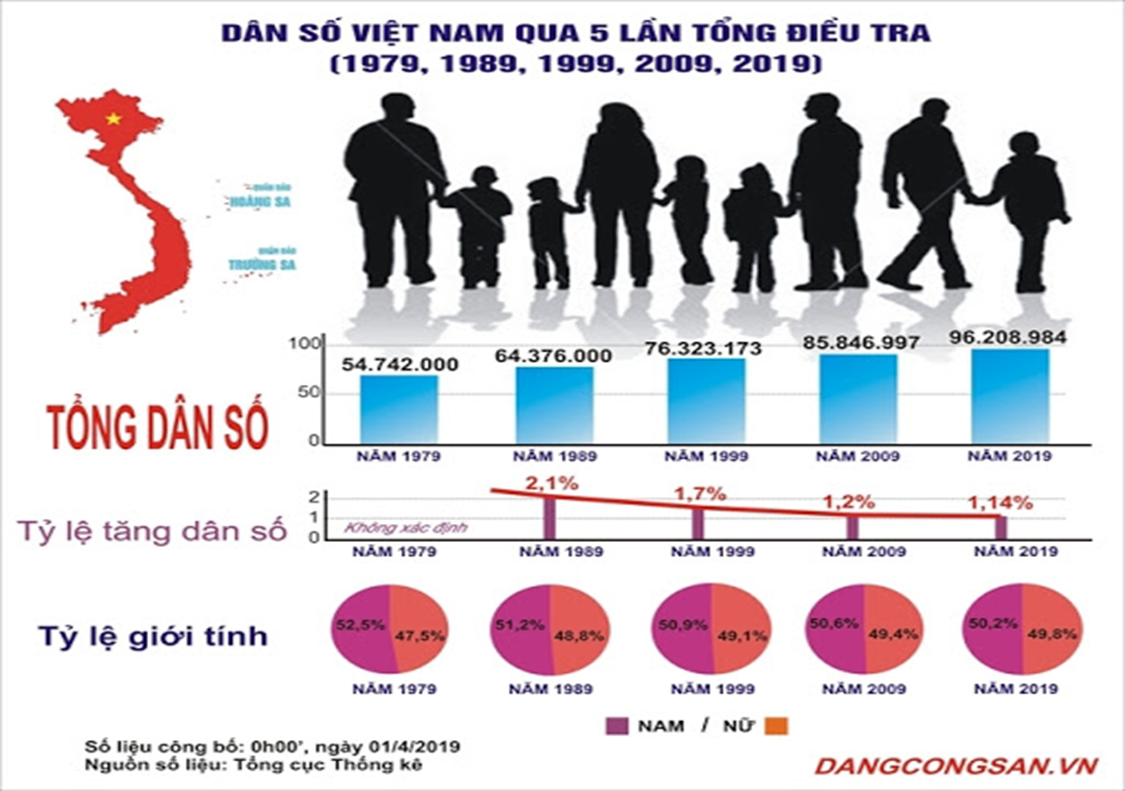 DÂN SỐ VIỆT NAM QUA 5 LẦN TỔNG ĐIỀU TRA
(1979, 1989, 1999, 2009, 2019)
QUẦN ĐẢO
HOÀNG SA
QUẦN ĐẢO
TRƯỜNG SA
TỔNG DÂN SỐ
100
50
0
54.742.000
64.376.000
76.323.173
85.846.997
96.208.984
NĂM 1979
NĂM 1989
NĂM 1999
NĂM 2009
NĂM 2019
Tỷ lệ tăng dân số
2
1
0
Không xác định
2,1%
1,7%
1,2%
1,14%
NĂM 1979
NĂM 1989
NĂM 1999
NĂM 2009
NĂM 2019
Tỷ lệ giới tính
52,5%
47,5%
51,2%
48,8%
50,9%
49,1%
50,6%
49,4%
50,2%
49,8%
NĂM 1979
NĂM 1989
NĂM 1999
NĂM 2009
NĂM 2019
NAM / NỮ
Số liệu công bố: 0h00', ngày 01/4/2019
Nguồn số liệu: Tổng cục Thống kê
DANGCONGSAN.VN